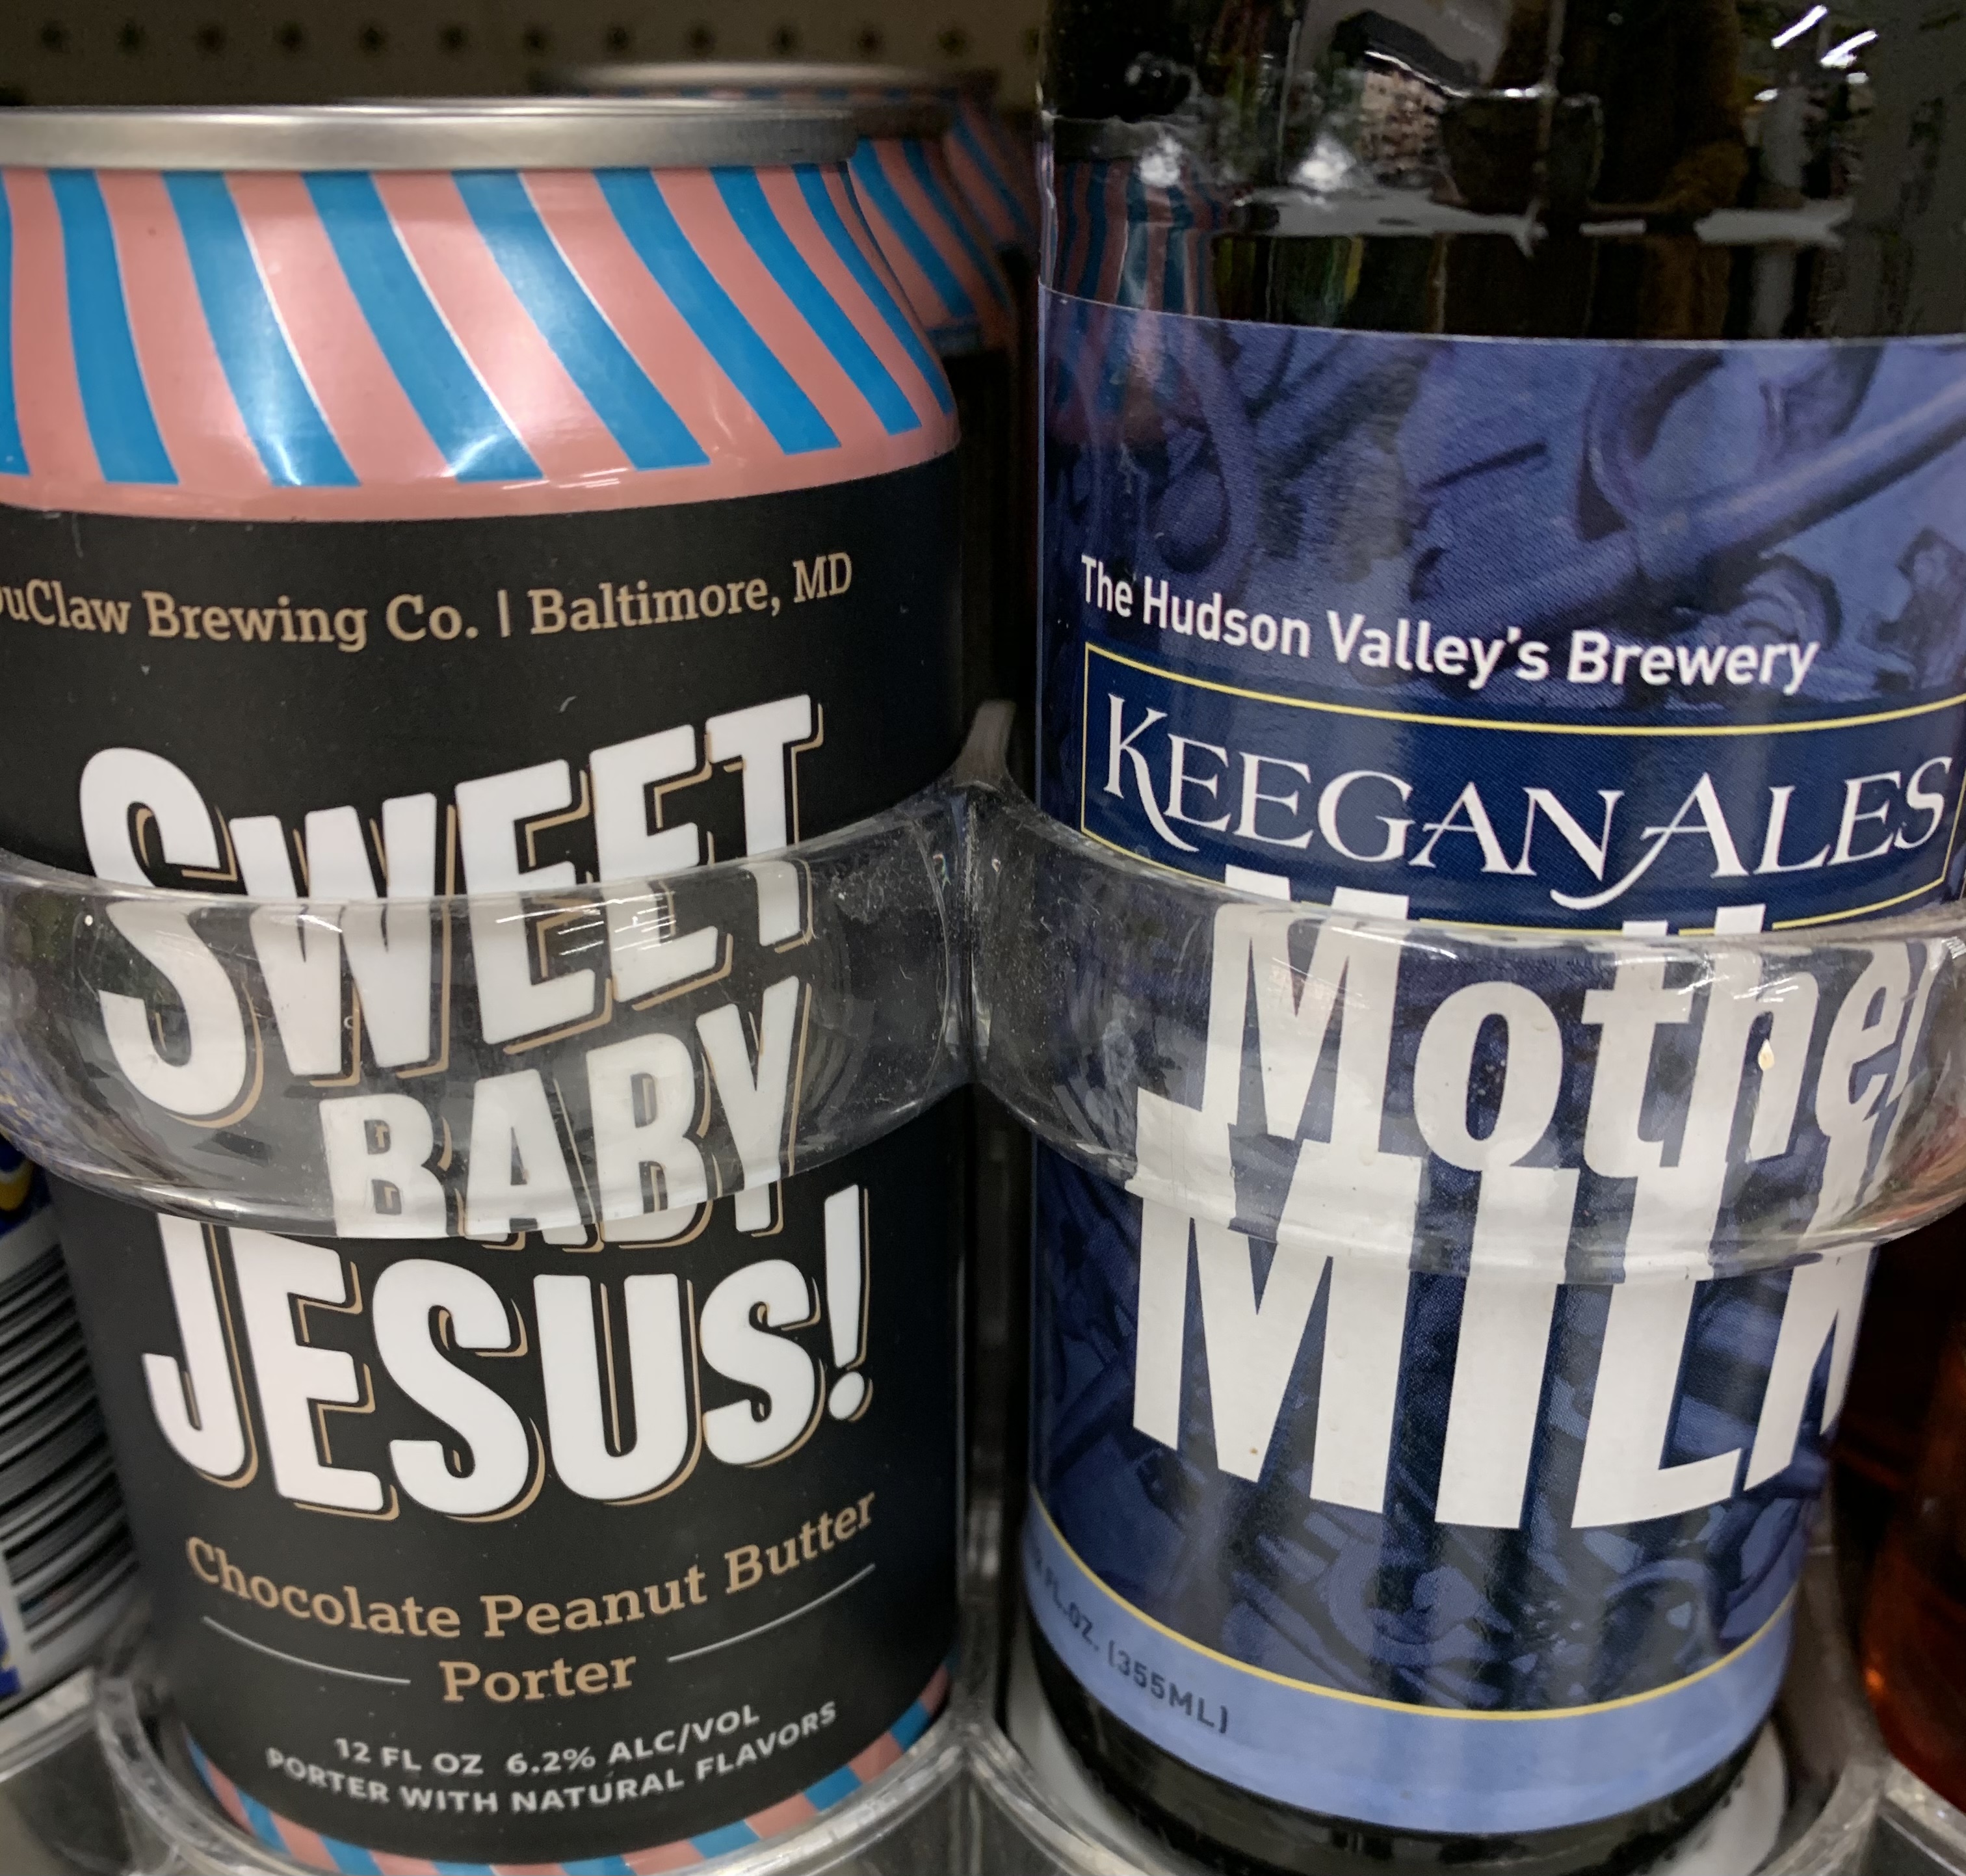 uClaw Brewing Co. | Baltimore, MD
SWEET
BABY
JESUS!
Chocolate Peanut Butter
Porter
12 FL OZ 6.2% ALC/VOL
PORTER WITH NATURAL FLAVORS
The Hudson Valley's Brewery
KEEGAN ALES
Mother
MILK
FL.OZ. (355ML)